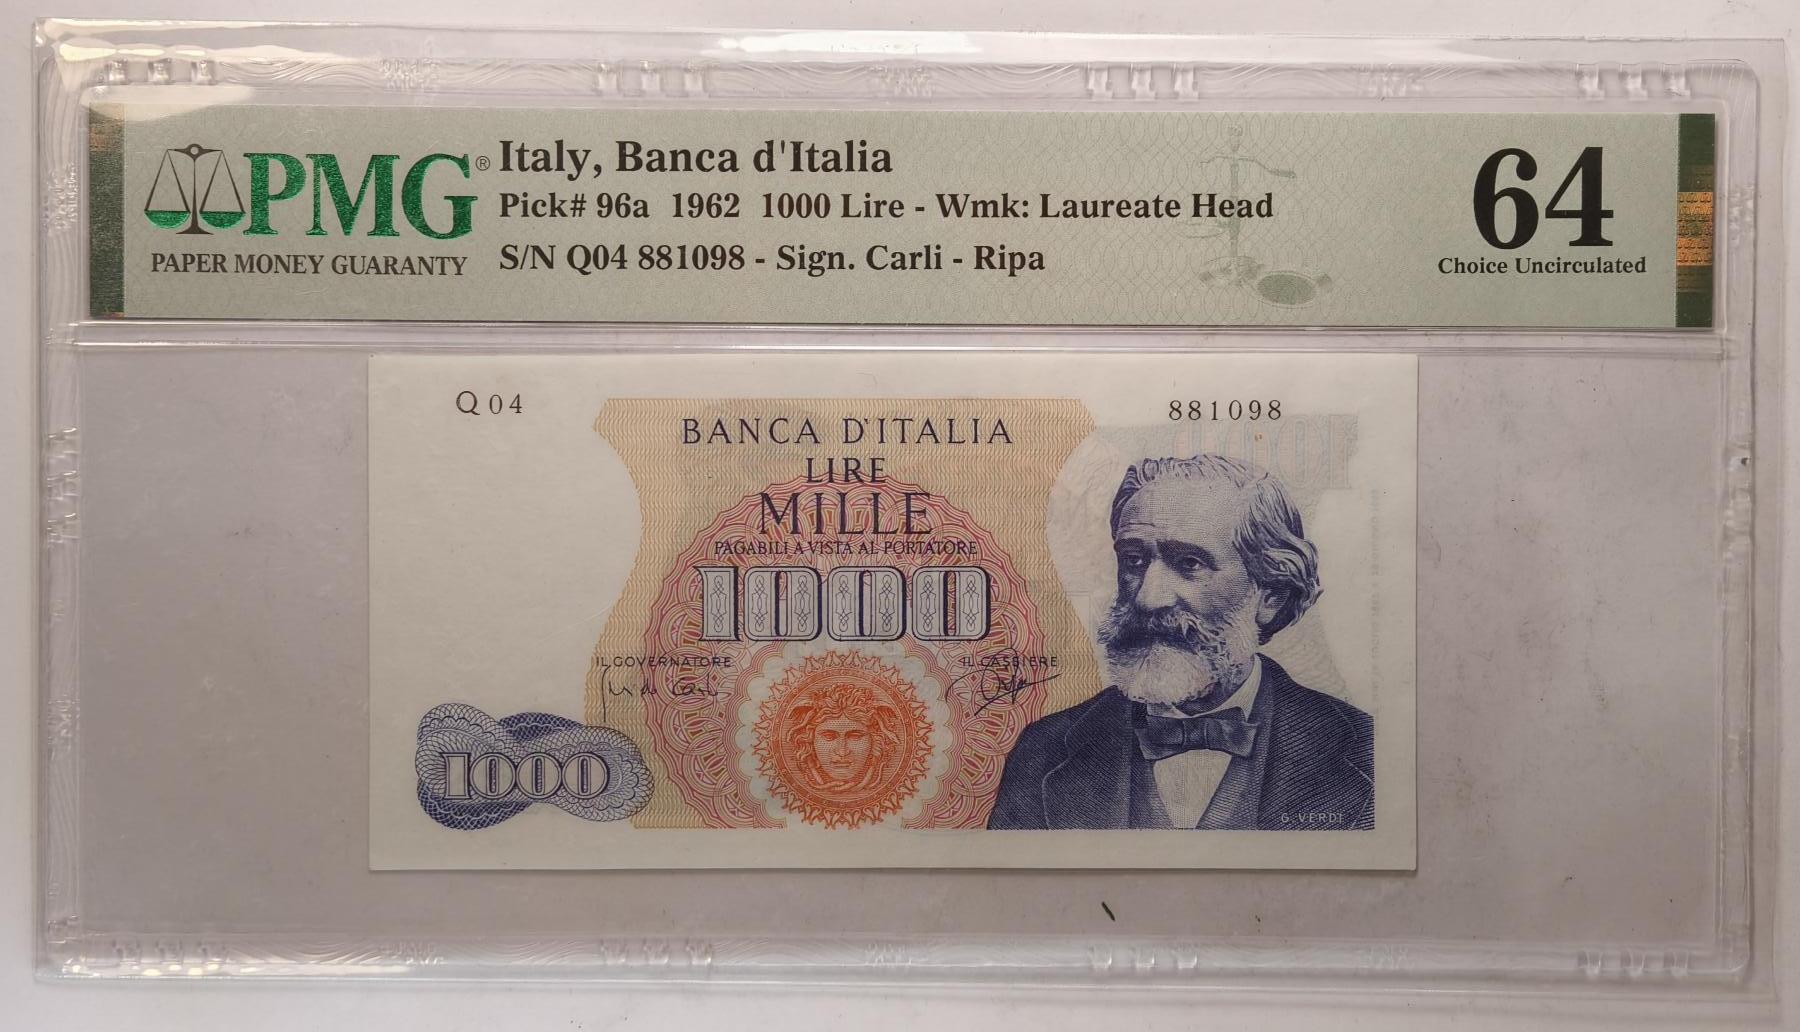 PMG®
PAPER MONEY GUARANTY
Italy, Banca d'Italia
Pick# 96a 1962 1000 Lire - Wmk: Laureate Head
S/N Q04 881098 - Sign. Carli - Ripa
64
Choice Uncirculated
Q 04
881098
BANCA D'ITALIA
LIRE
MILLE
PAGABILI A VISTA AL PORTATORE
1000
IL GOVERNATORE
IL CASSIERE
1000
G. VERDI